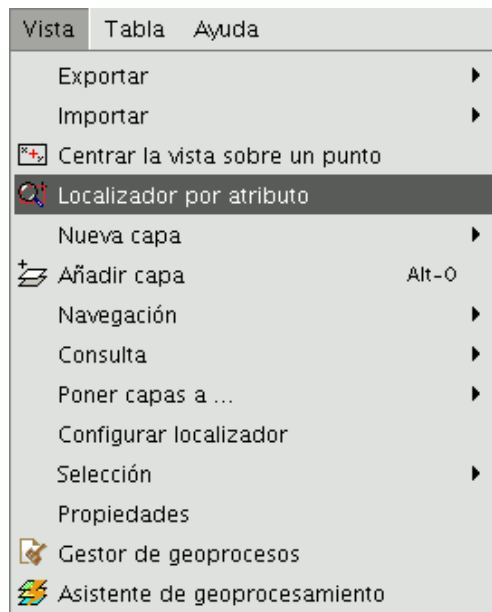 Vista Tabla Ayuda
Exportar
Importar
Centrar la vista sobre un punto
Localizador por atributo
Nueva capa
Añadir capa Alt-O
Navegación
Consulta
Poner capas a ...
Configurar localizador
Selección
Propiedades
Gestor de geoprocesos
Asistente de geoprocesamiento